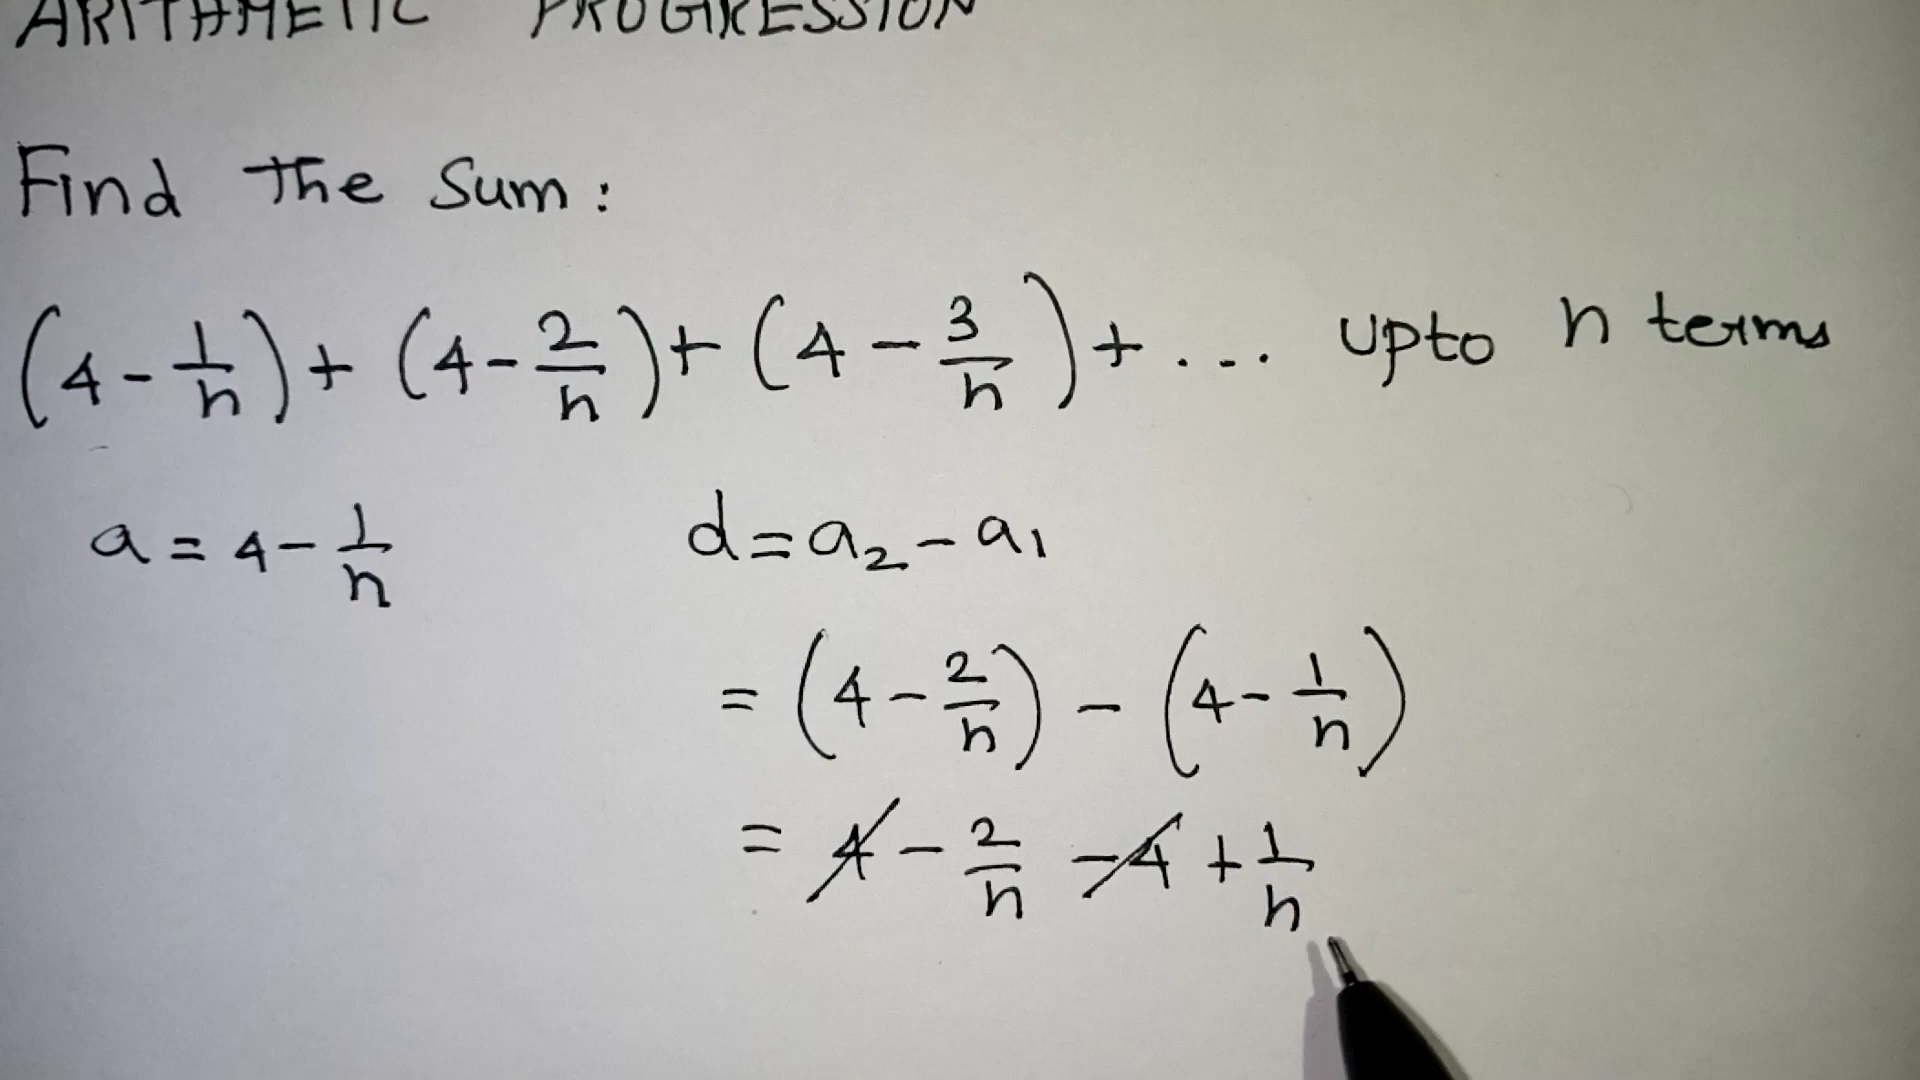 ARITHMETIC PROGRESSION
Find the Sum:
(4 - 1/n) + (4 - 2/n) + (4 - 3/n) + ... upto n terms
a = 4 - 1/n
d = a₂ - a₁
= (4 - 2/n) - (4 - 1/n)
= 4 - 2/n - 4 + 1/n